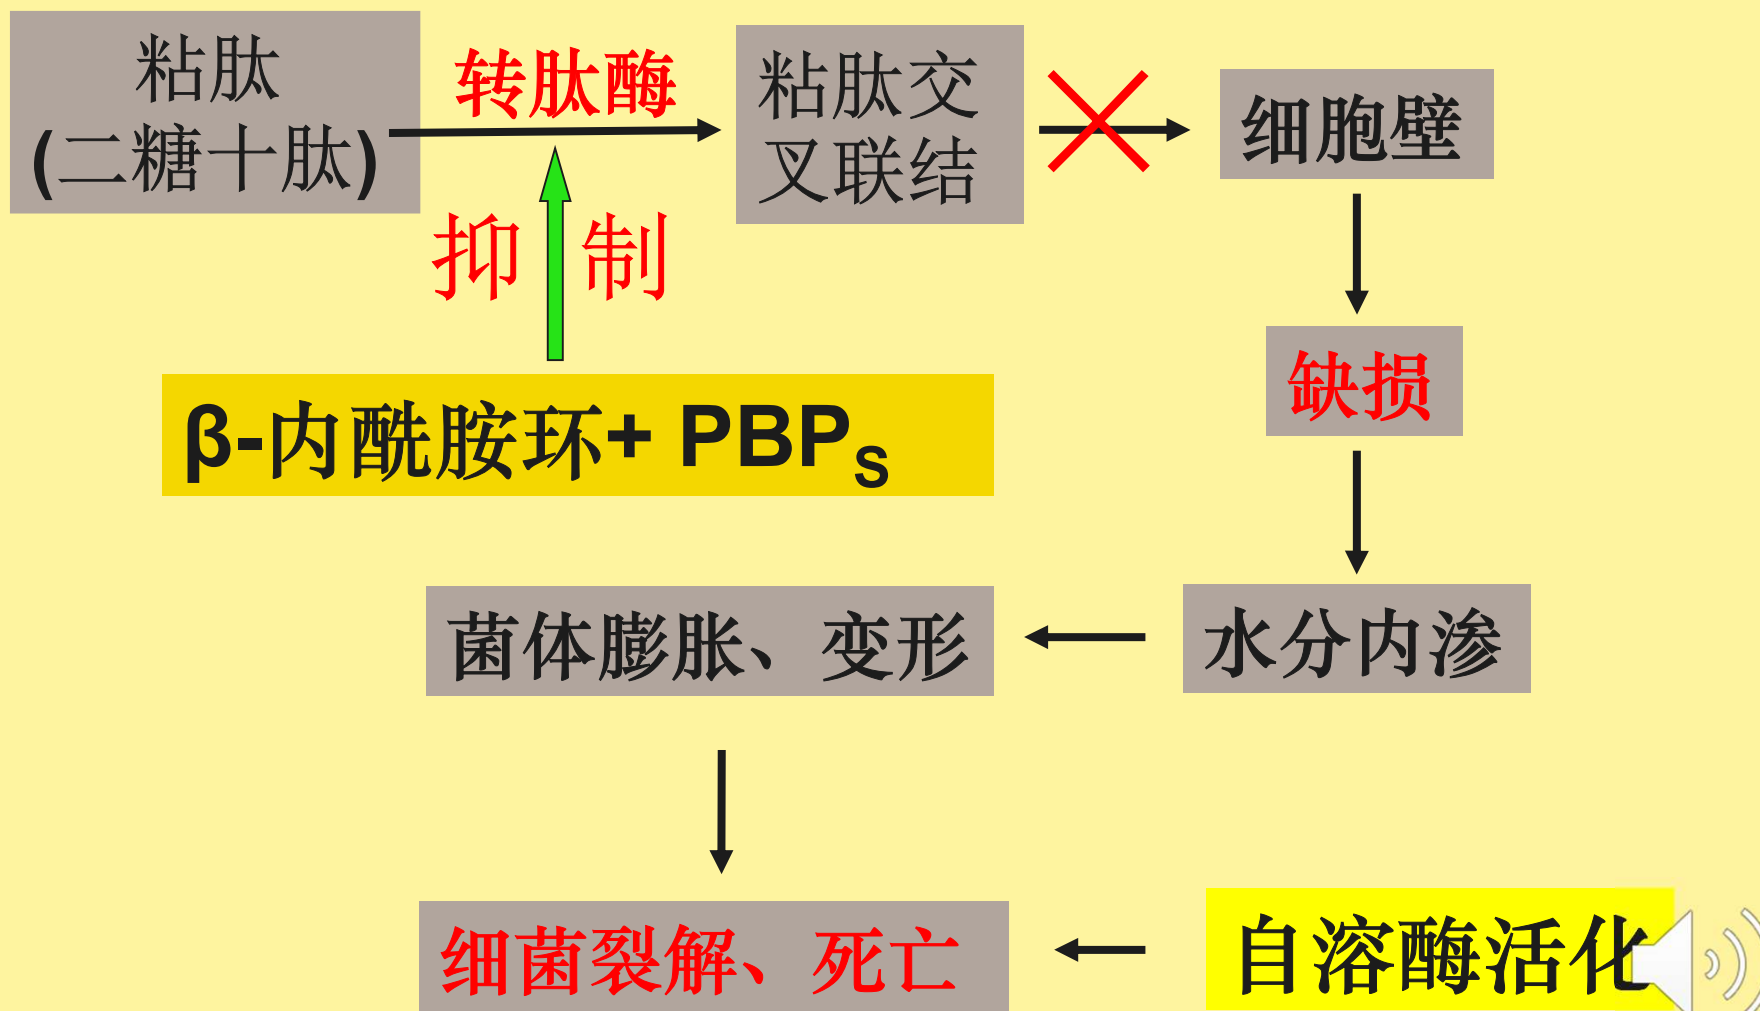 粘肽
(二糖十肽)
转肽酶
粘肽交
叉联结
细胞壁
抑 制
缺损
β-内酰胺环+ PBPS
菌体膨胀、变形
水分内渗
细菌裂解、死亡
自溶酶活化